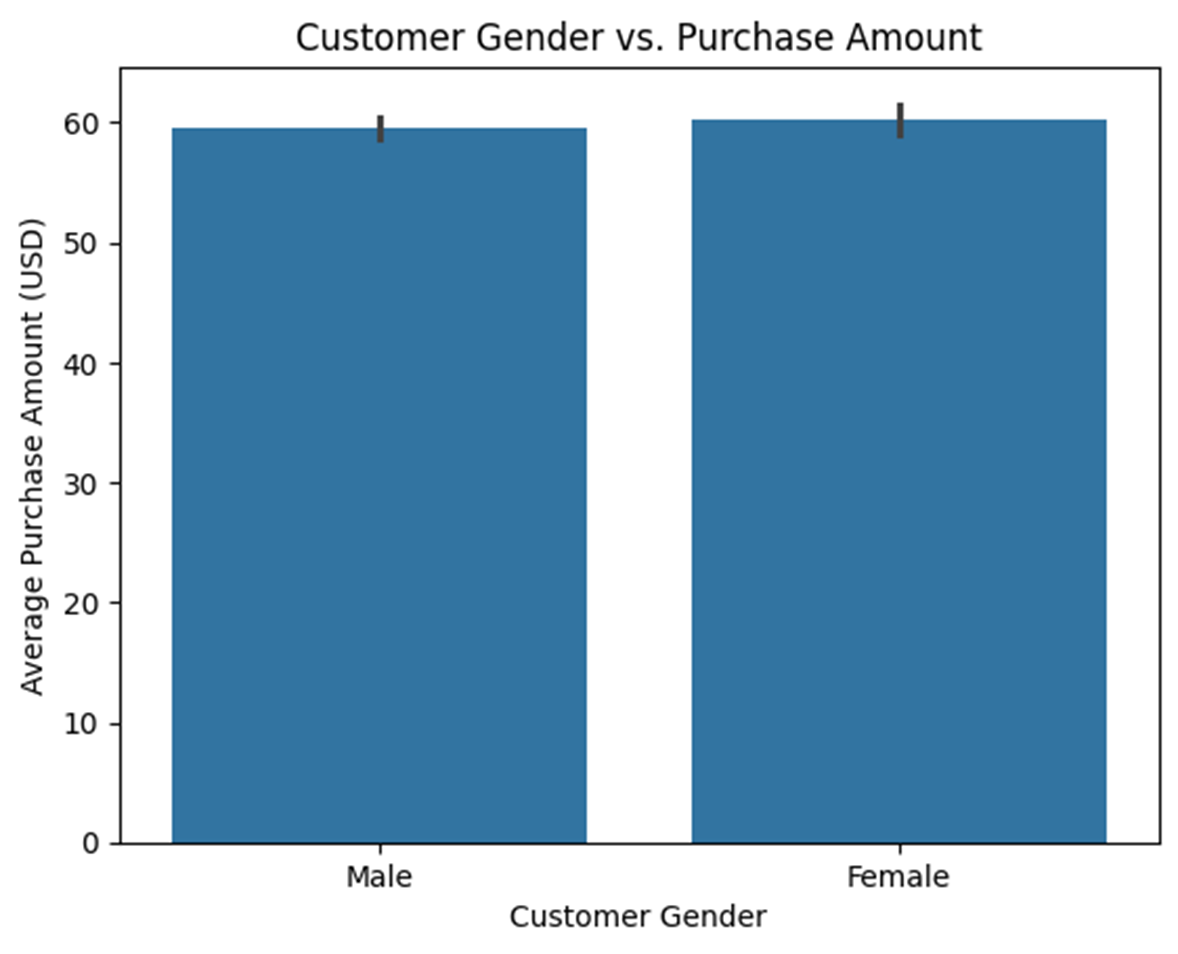 Customer Gender vs. Purchase Amount
Average Purchase Amount (USD)
60
50
40
30
20
10
0
Male Female
Customer Gender